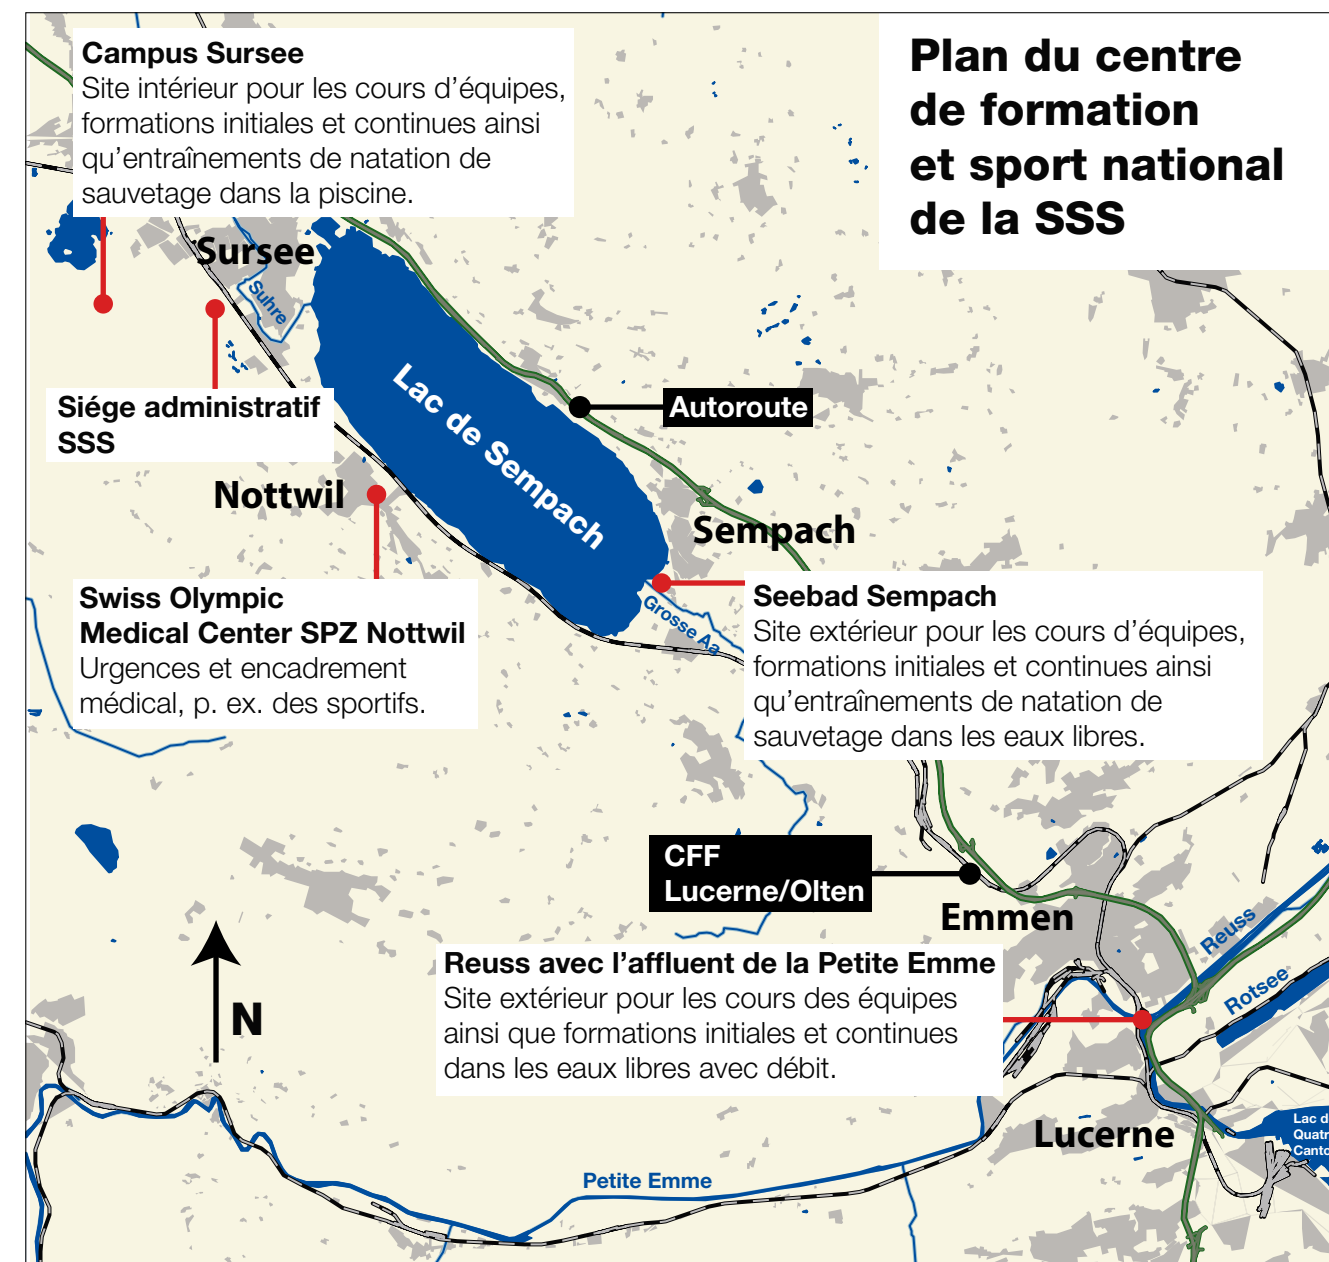 Plan du centre
de formation
et sport national
de la SSS
Campus Sursee
Site intérieur pour les cours d’équipes,
formations initiales et continues ainsi
qu’entraînements de natation de
sauvetage dans la piscine.
Sursee
Suhre
Siége administratif
SSS
Lac de Sempach
Autoroute
Nottwil
Sempach
Swiss Olympic
Medical Center SPZ Nottwil
Urgences et encadrement
médical, p. ex. des sportifs.
Grosse Aa
Seebad Sempach
Site extérieur pour les cours d’équipes,
formations initiales et continues ainsi
qu’entraînements de natation de
sauvetage dans les eaux libres.
CFF
Lucerne/Olten
Emmen
Reuss
Rotsee
Reuss avec l’affluent de la Petite Emme
Site extérieur pour les cours des équipes
ainsi que formations initiales et continues
dans les eaux libres avec débit.
N
Lucerne
Lac d
Quatr
Canto
Petite Emme